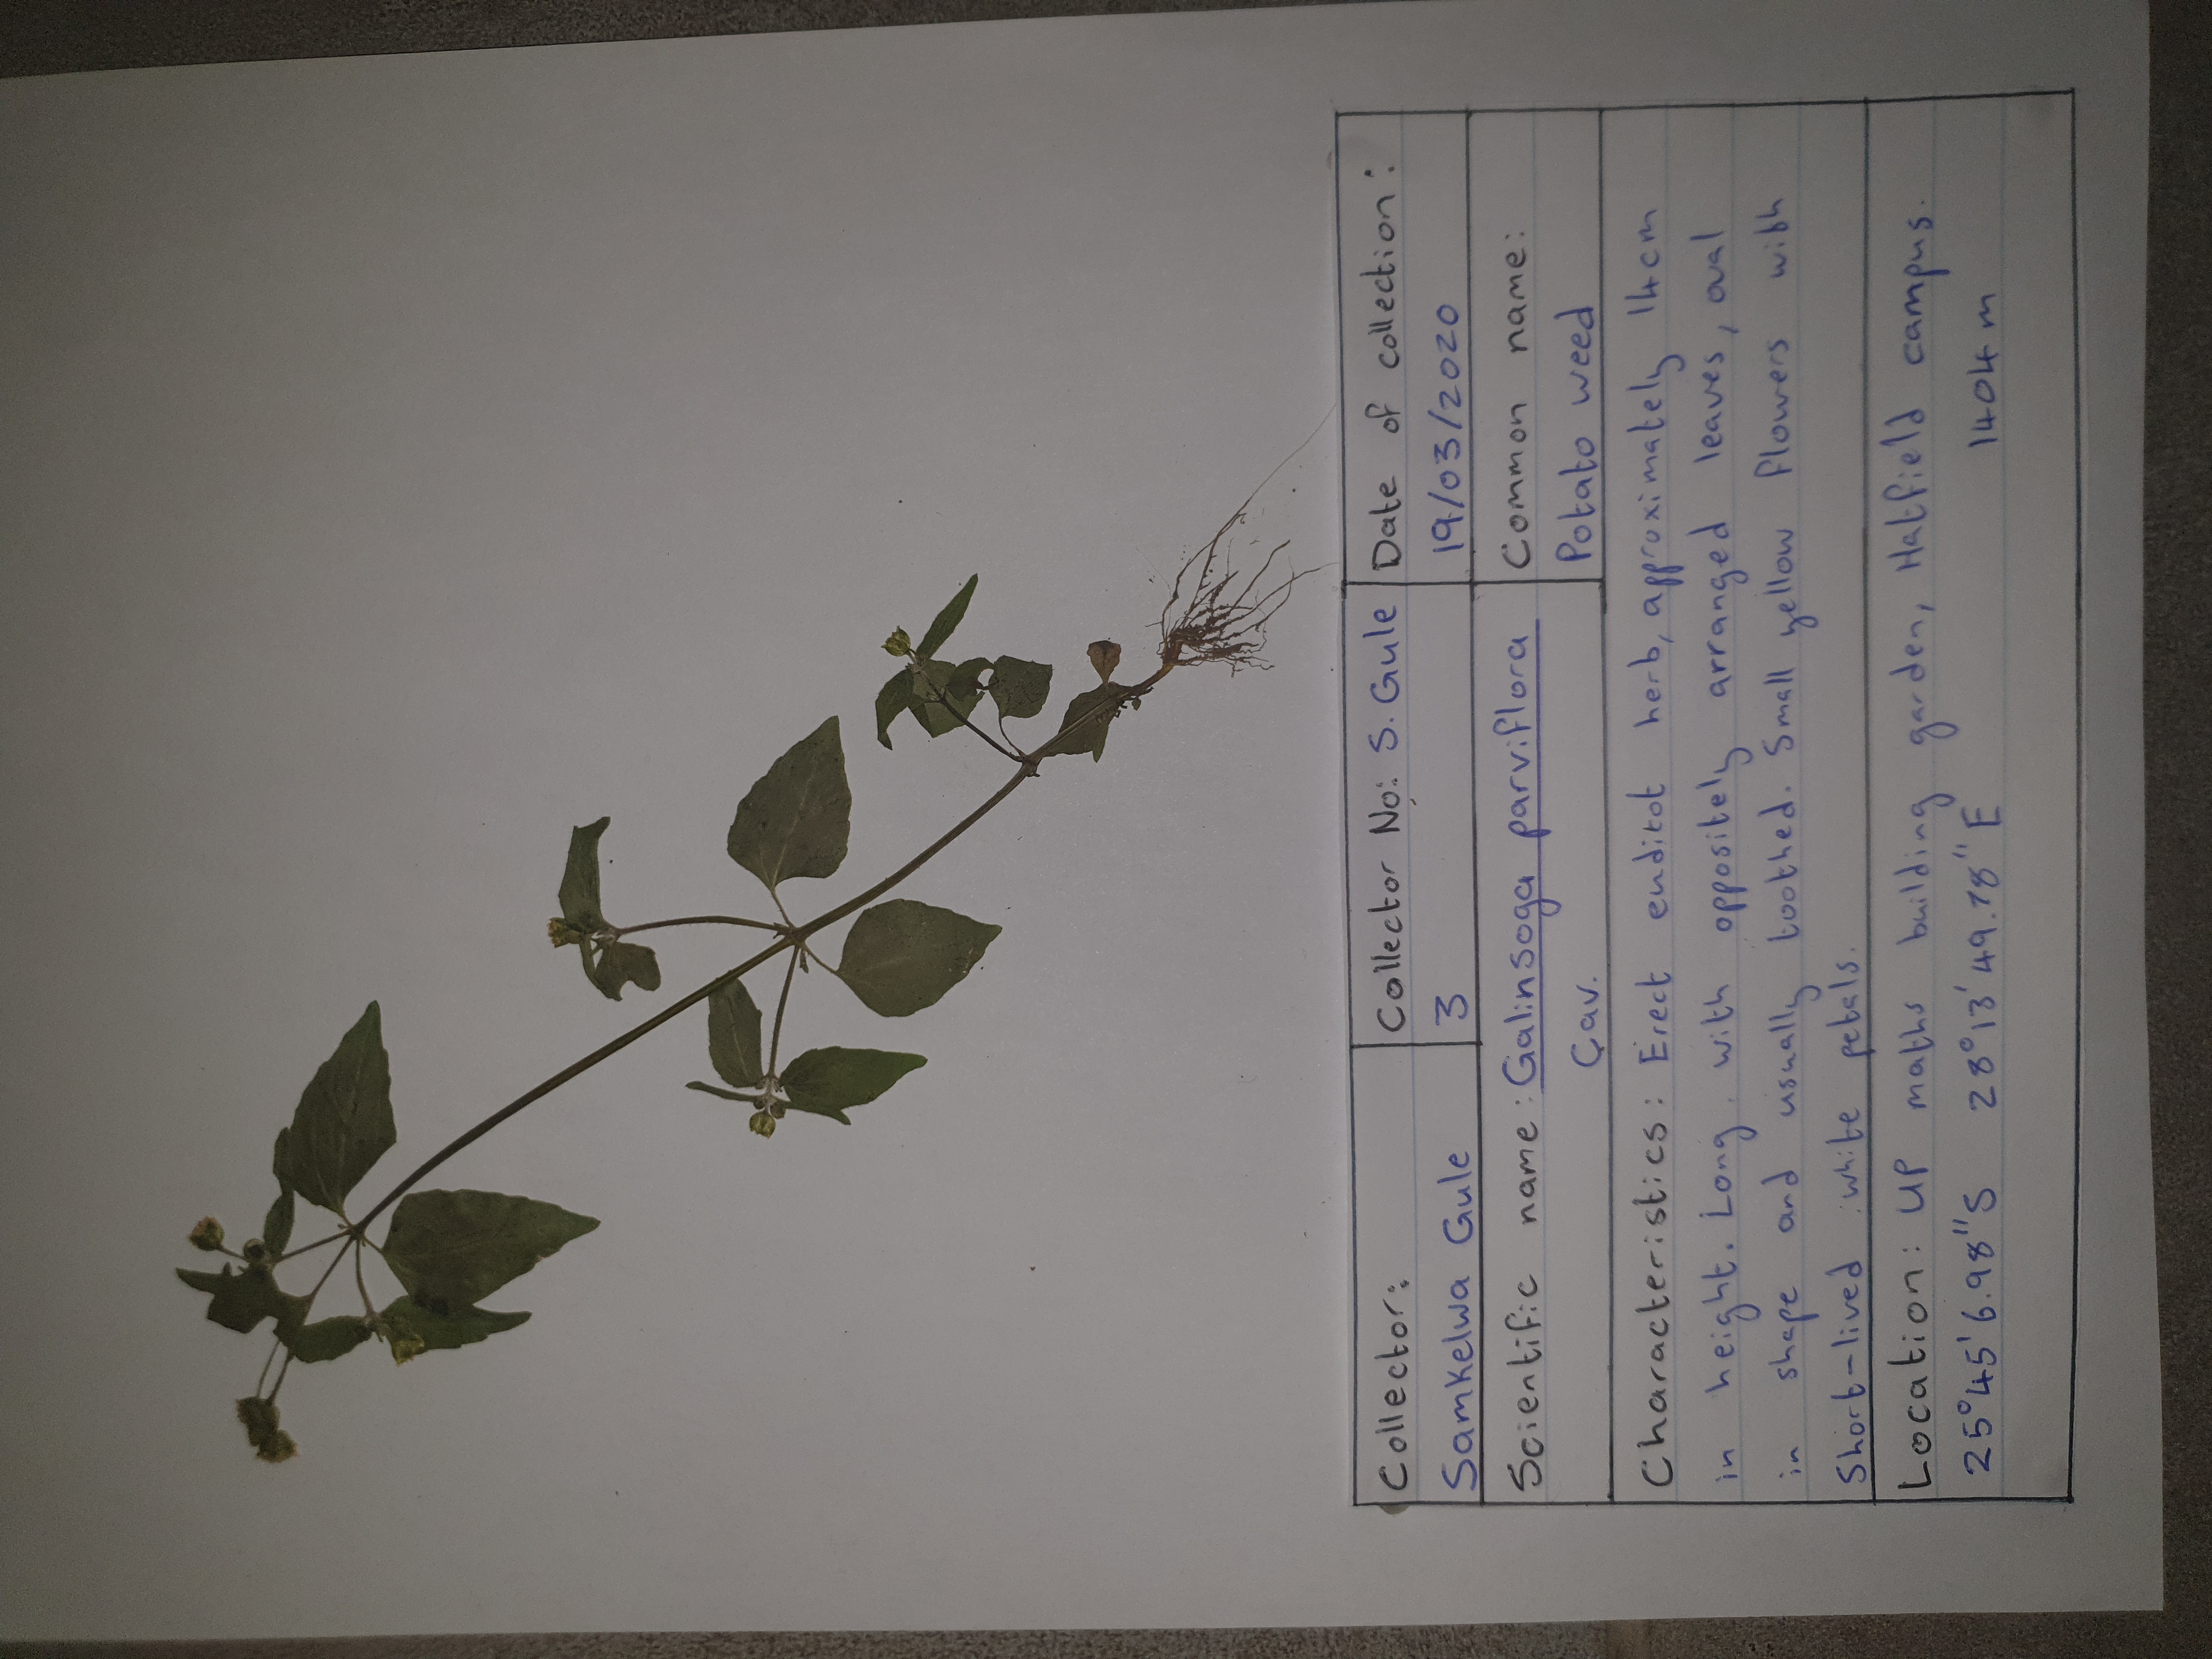 Collector:
Samkelwa Gule
Collector No: S. Gule
3
Date of collection:
19/03/2020
Scientific name: Galinsoga parviflora
Cav.
Common name:
Potato weed
Characteristics: Erect eudicot herb, approximately 14cm
in height. Long with oppositely arranged leaves, oval
in shape and usually toothed. Small yellow flowers with
Short-lived white petals.
Location: UP maths building garden, Hatfield campus.
25°45'6.98"S 28°13'49.78"E 1404 m